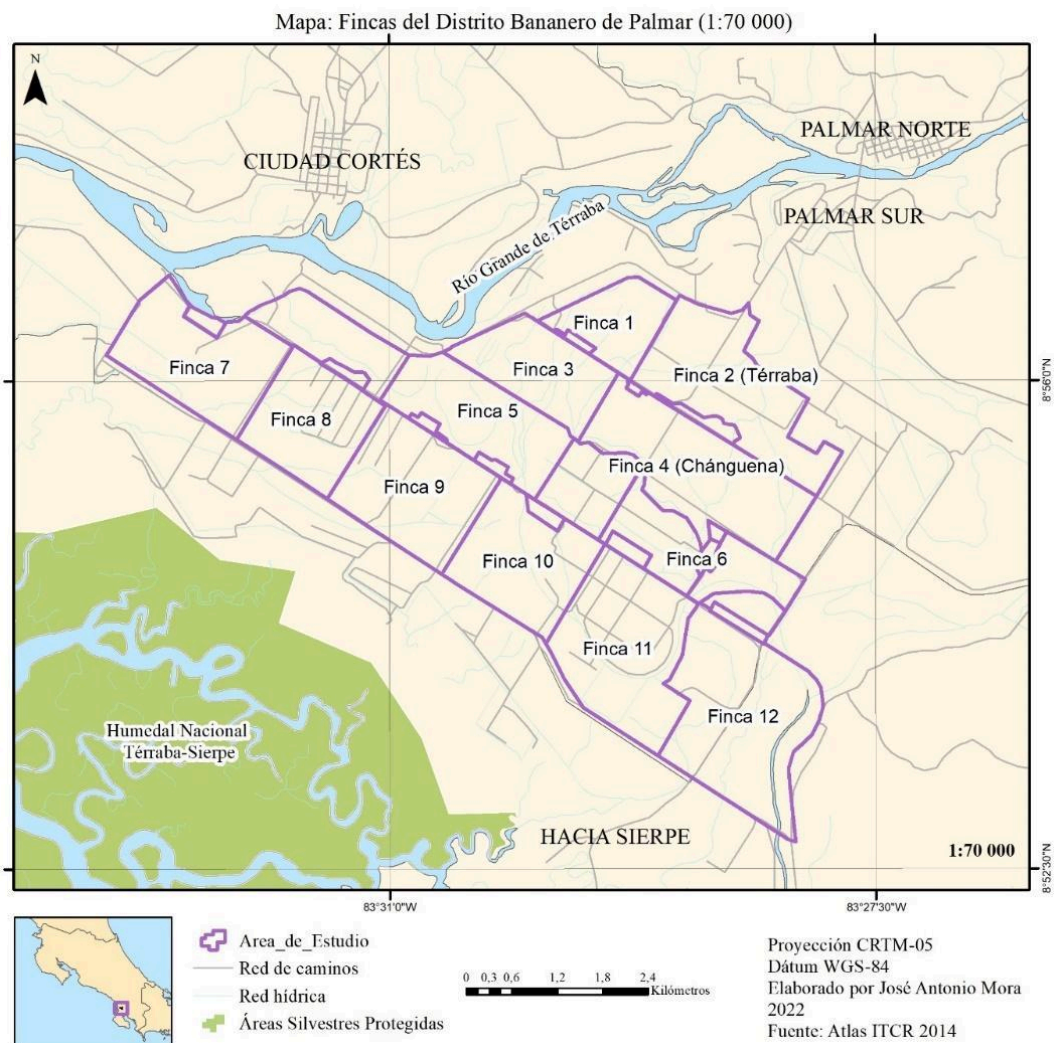 Mapa: Fincas del Distrito Bananero de Palmar (1:70 000)
N
PALMAR NORTE
CIUDAD CORTÉS
PALMAR SUR
Río Grande de Térraba
Finca 1
Finca 7
Finca 3
Finca 2 (Térraba)
8°56'0"N
Finca 5
Finca 8
Finca 4 (Chánguena)
Finca 9
Finca 10
Finca 6
Finca 11
Finca 12
Humedal Nacional
Térraba-Sierpe
HACIA SIERPE
1:70 000
8°52'30"N
83°31'0"W
83°27'30"W
Area_de_Estudio
Red de caminos
Red hídrica
Áreas Silvestres Protegidas
0 0,3 0,6 1,2 1,8 2,4
Kilómetros
Proyección CRTM-05
Dátum WGS-84
Elaborado por José Antonio Mora
2022
Fuente: Atlas ITCR 2014